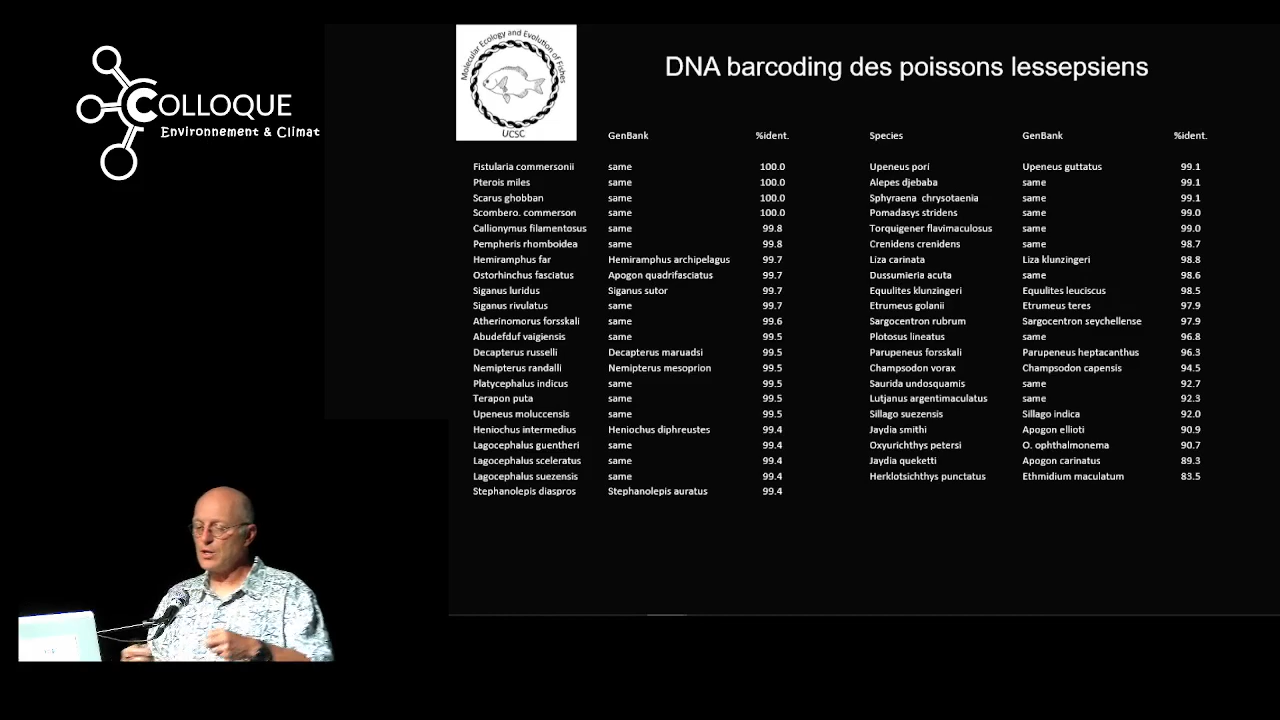 COLLOQUE
Environnement & Climat
Molecular Ecology and Evolution of Fishes
UCSC
DNA barcoding des poissons lessepsiens
GenBank %ident. Species GenBank %ident.
Fistularia commersonii same 100.0 Upeneus pori Upeneus guttatus 99.1
Pterois miles same 100.0 Alepes djebaba same 99.1
Scarus ghobban same 100.0 Sphyraena chrysotaenia same 99.1
Scombero. commerson same 100.0 Pomadasys stridens same 99.0
Callionymus filamentosus same 99.8 Torquigener flavimaculosus same 99.0
Pempheris rhomboidea same 99.8 Crenidens crenidens same 98.7
Hemiramphus far Hemiramphus archipelagus 99.7 Liza carinata Liza klunzingeri 98.8
Ostorhinchus fasciatus Apogon quadrifasciatus 99.7 Dussumieria acuta same 98.6
Siganus luridus Siganus sutor 99.7 Equulites klunzingeri Equulites leuciscus 98.5
Siganus rivulatus same 99.7 Etrumeus golanii Etrumeus teres 97.9
Atherinomorus forsskali same 99.6 Sargocentron rubrum Sargocentron seychellense 97.9
Abudefduf vaigiensis same 99.5 Plotosus lineatus same 96.8
Decapterus russelli Decapterus maruadsi 99.5 Parupeneus forsskali Parupeneus heptacanthus 96.3
Nemipterus randalli Nemipterus mesoprion 99.5 Champsodon vorax Champsodon capensis 94.5
Platycephalus indicus same 99.5 Saurida undosquamis same 92.7
Terapon puta same 99.5 Lutjanus argentimaculatus same 92.3
Upeneus moluccensis same 99.5 Sillago suezensis Sillago indica 92.0
Heniochus intermedius Heniochus diphreustes 99.4 Jaydia smithi Apogon ellioti 90.9
Lagocephalus guentheri same 99.4 Oxyurichthys petersi O. ophthalmonema 90.7
Lagocephalus sceleratus same 99.4 Jaydia queketti Apogon carinatus 89.3
Lagocephalus suezensis same 99.4 Herklotsichthys punctatus Ethmidium maculatum 83.5
Stephanolepis diaspros Stephanolepis auratus 99.4